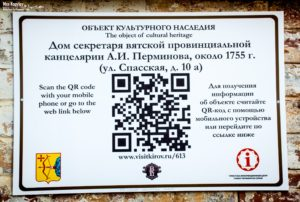 Max Kopylov
ОБЪЕКТ КУЛЬТУРНОГО НАСЛЕДИЯ
The object of cultural heritage
Дом секретаря вятской провинциальной
канцелярии А.И. Перминова, около 1755 г.
(ул. Спасская, д. 10 а)
Scan the QR code
with your mobile
phone or go to the
web link below
Для получения
информации
об объекте считайте
QR-код с помощью
мобильного устройства
или перейдите по
ссылке ниже
www.visitkirov.ru/613